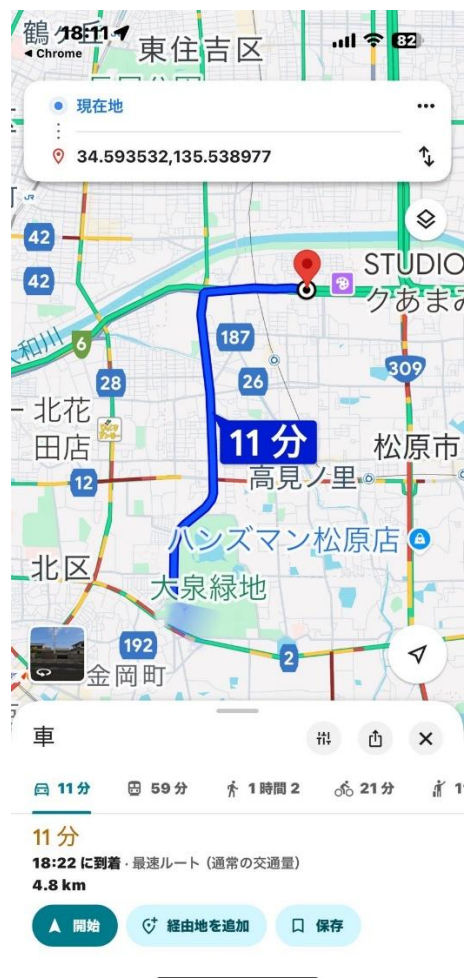 鶴ケ丘
18:11
82
◀ Chrome
東住吉区
現在地
34.593532,135.538977
42
42
STUDIO
クあまみ
6
大和川
187
309
28
26
北花
田店
11 分
松原市
12
高見ノ里
ハンズマン松原店
北区
大泉緑地
192
2
金岡町
車
11 分
59 分
1 時間 2
21 分
11 分
18:22 に到着 · 最速ルート (通常の交通量)
4.8 km
開始
経由地を追加
保存